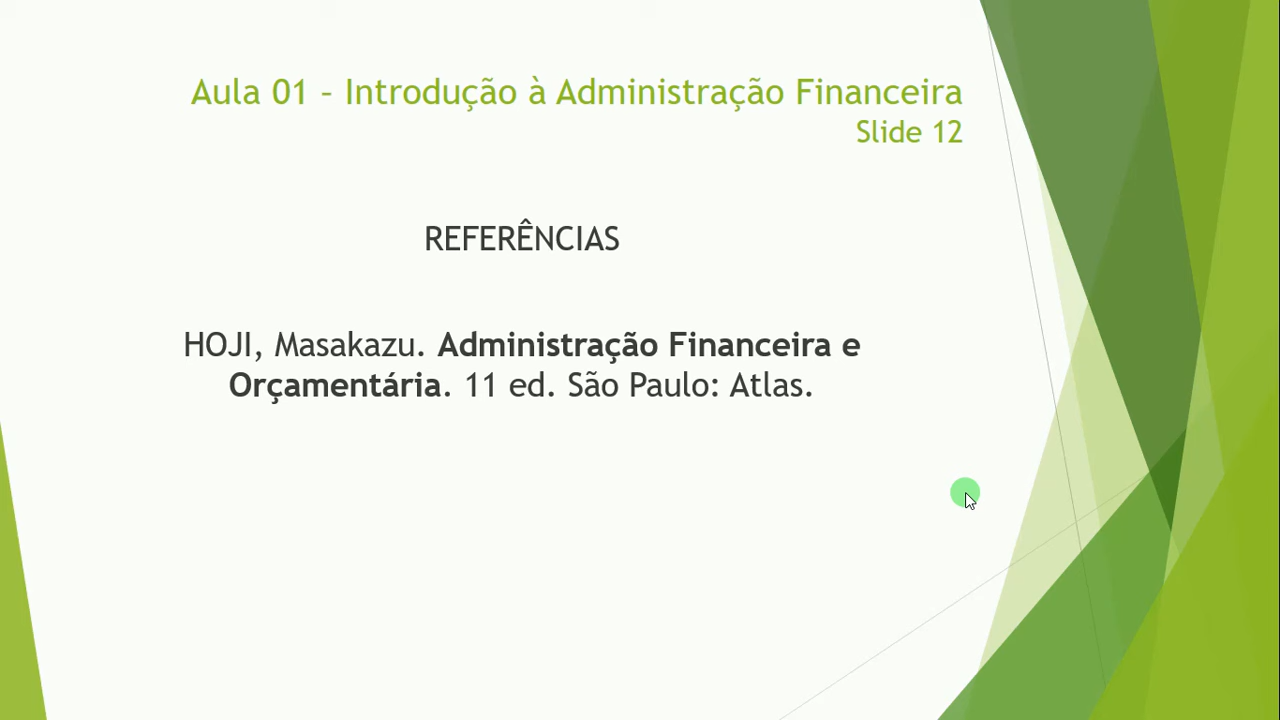 Aula 01 – Introdução à Administração Financeira
Slide 12
REFERÊNCIAS
HOJI, Masakazu. Administração Financeira e
Orçamentária. 11 ed. São Paulo: Atlas.